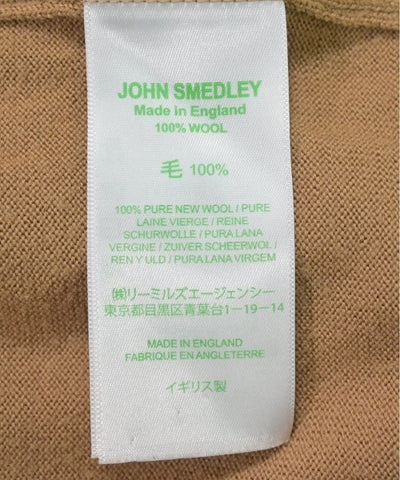 JOHN SMEDLEY
Made in England
100% WOOL
毛 100%
100% PURE NEW WOOL / PURE
LAINE VIERGE / REINE
SCHURWOLLE / PURA LANA
VERGINE / ZUIVER SCHEERWOL /
REN Y ULD / PURA LANA VIRGEM
㈱リーミルズエージェンシー
東京都目黒区青葉台1-19-14
MADE IN ENGLAND
FABRIQUE EN ANGLETERRE
イギリス製